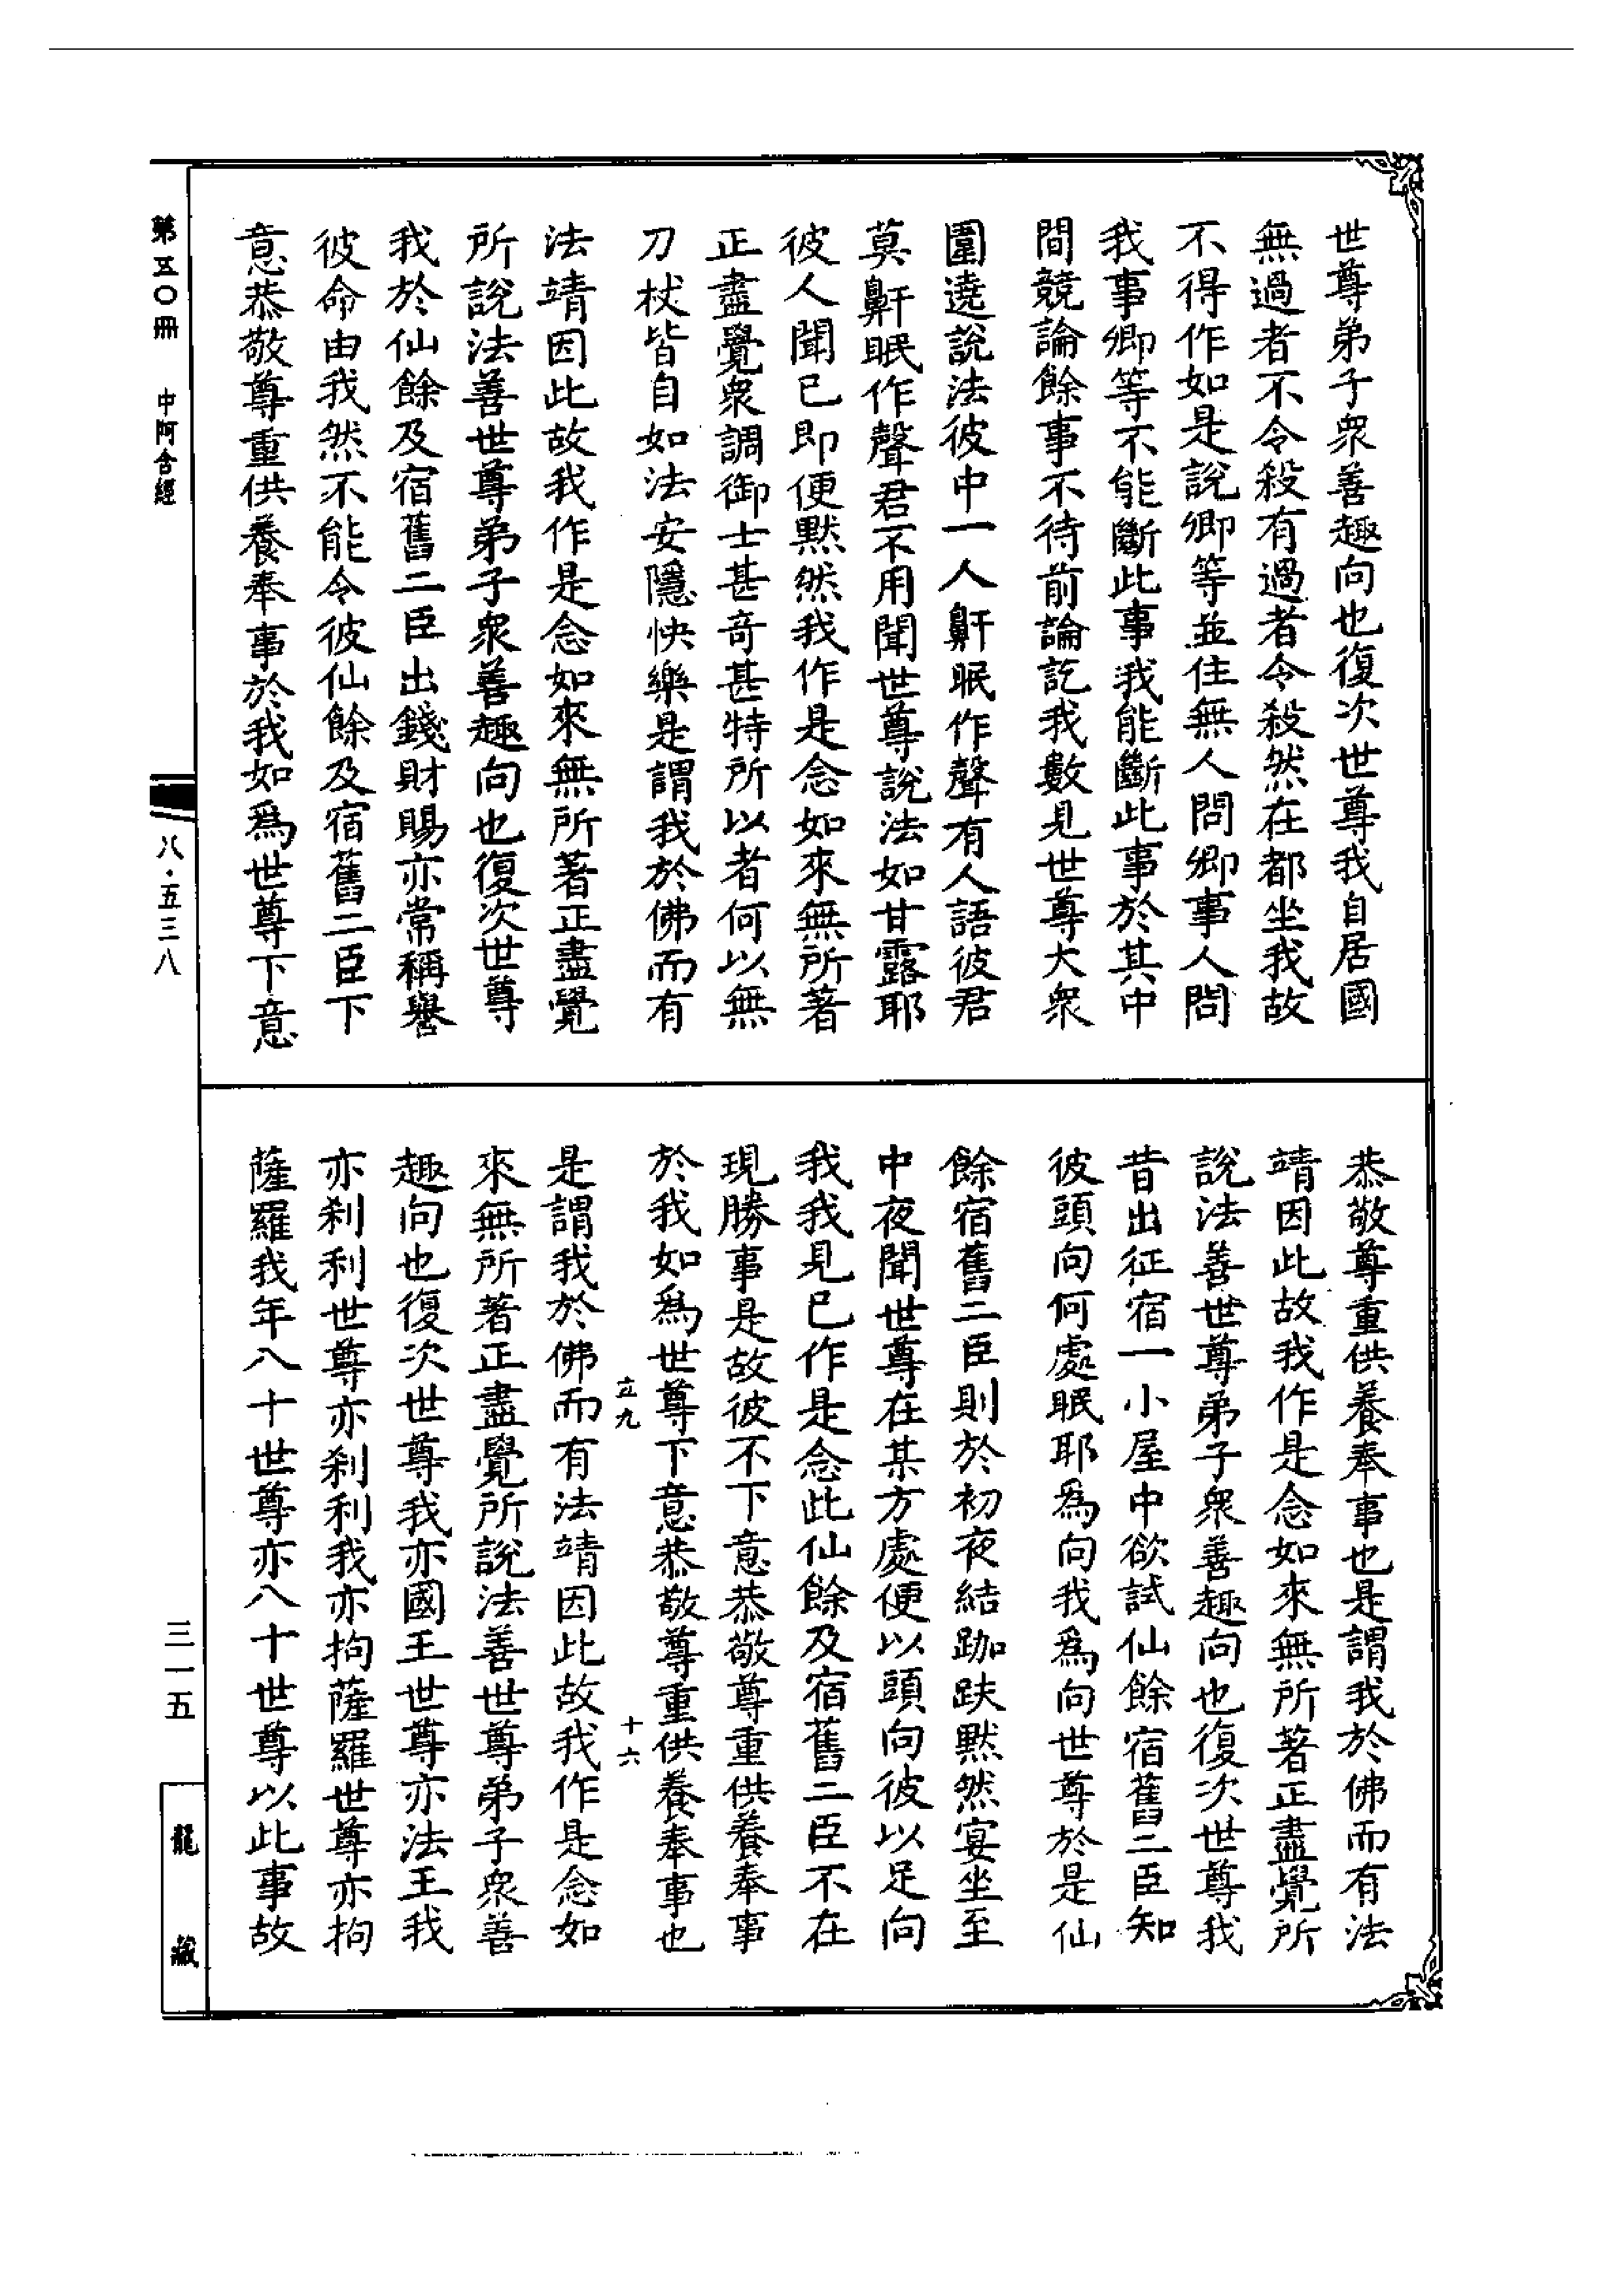 世尊弟子衆善趣向也復次世尊我自居國
無過者不令殺有過者令殺然在都坐我故
不得作如是說卿等並住無人問卿事人問
我事卿等不能斷此事我能斷此事於其中
間競論餘事不待前論訖我數見世尊大衆
圍遶說法彼中一人鼾眠作聲有人語彼君
莫鼾眠作聲君不用聞世尊說法如甘露耶
彼人聞已即便黙然我作是念如來無所著
正盡覺衆調御士甚奇甚特所以者何以無
刀杖皆自如法安隱快樂是謂我於佛而有
法靖因此故我作是念如來無所著正盡覺
所說法善世尊弟子衆善趣向也復次世尊
我於仙餘及宿舊二臣出錢財賜亦常稱譽
彼命由我然不能令彼仙餘及宿舊二臣下
意恭敬尊重供養奉事於我如爲世尊下意
恭敬尊重供養奉事也是謂我於佛而有法
靖因此故我作是念如來無所著正盡覺所
說法善世尊弟子衆善趣向也復次世尊我
昔出征宿一小屋中欲試仙餘宿舊二臣知
彼頭向何處眠耶爲向我爲向世尊於是仙
餘宿舊二臣則於初夜結跏趺黙然宴坐至
中夜聞世尊在某方處便以頭向彼以足向
我我見已作是念此仙餘及宿舊二臣不在
現勝事是故彼不下意恭敬尊重供養奉事
於我如爲世尊下意恭敬尊重供養奉事也
立九 十六
是謂我於佛而有法靖因此故我作是念如
來無所著正盡覺所說法善世尊弟子衆善
趣向也復次世尊我亦國王世尊亦法王我
亦刹利世尊亦刹利我亦拘薩羅世尊亦拘
薩羅我年八十世尊亦八十世尊以此事故
第五〇冊 中阿含經
八·五三八
三一五
龍藏